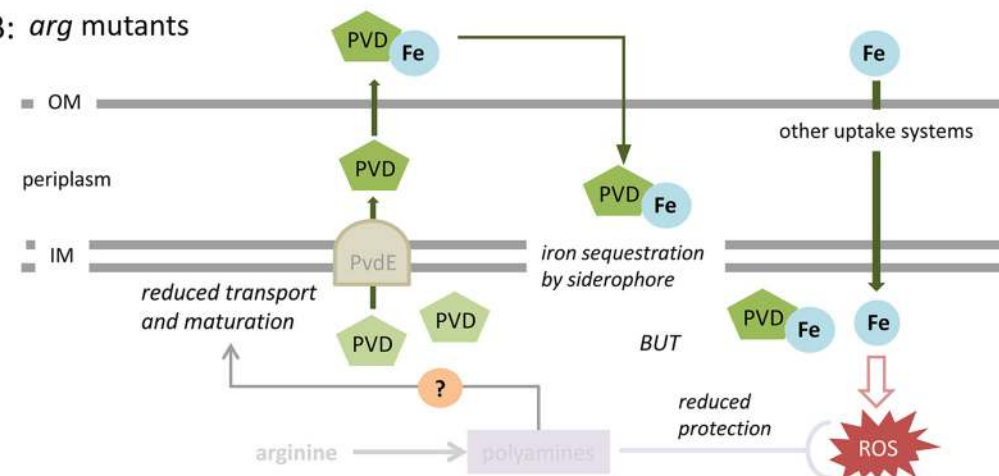 3: arg mutants
PVD
Fe
Fe
OM
other uptake systems
PVD
periplasm
PVD
Fe
IM
PvdE
iron sequestration
by siderophore
reduced transport
and maturation
PVD
PVD
PVD
Fe
Fe
BUT
?
reduced
protection
arginine
polyamines
ROS